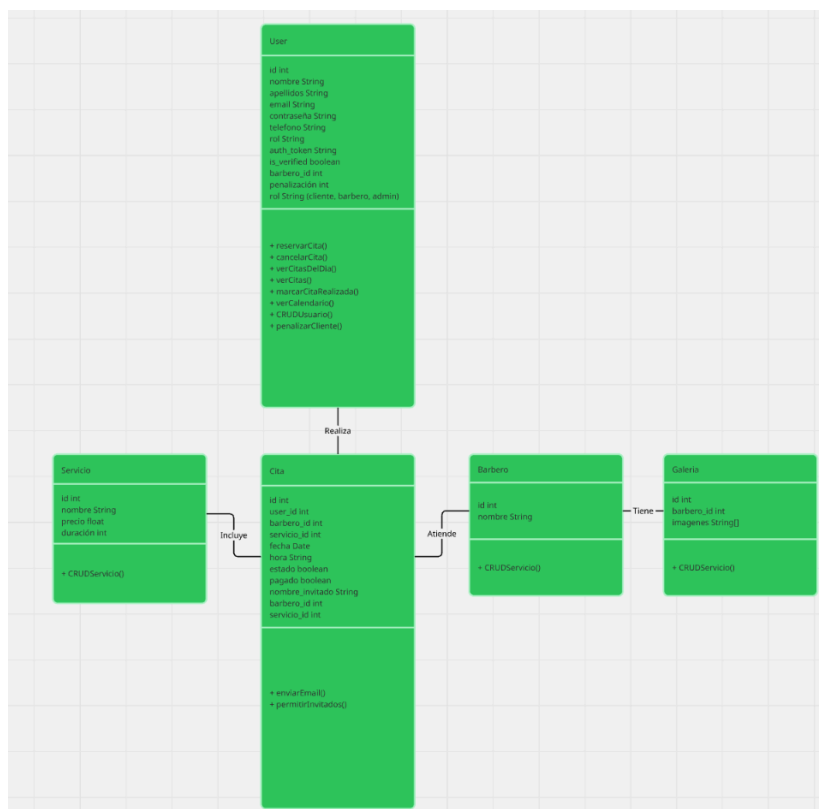 User
id int
nombre String
apellidos String
email String
contraseña String
telefono String
rol String
auth_token String
is_verified boolean
barbero_id int
penalización int
rol String (cliente, barbero, admin)
+ reservarCita()
+ cancelarCita()
+ verCitasDelDia()
+ verCitas()
+ marcarCitaRealizada()
+ verCalendario()
+ CRUDUsuario()
+ penalizarCliente()
Realiza
Servicio
id int
nombre String
precio float
duración int
+ CRUDServicio()
Incluye
Cita
id int
user_id int
barbero_id int
servicio_id int
fecha Date
hora String
estado boolean
pagado boolean
nombre_invitado String
barbero_id int
servicio_id int
+ enviarEmail()
+ permitirInvitados()
Atiende
Barbero
id int
nombre String
+ CRUDServicio()
Tiene
Galeria
id int
barbero_id int
imagenes String[]
+ CRUDServicio()